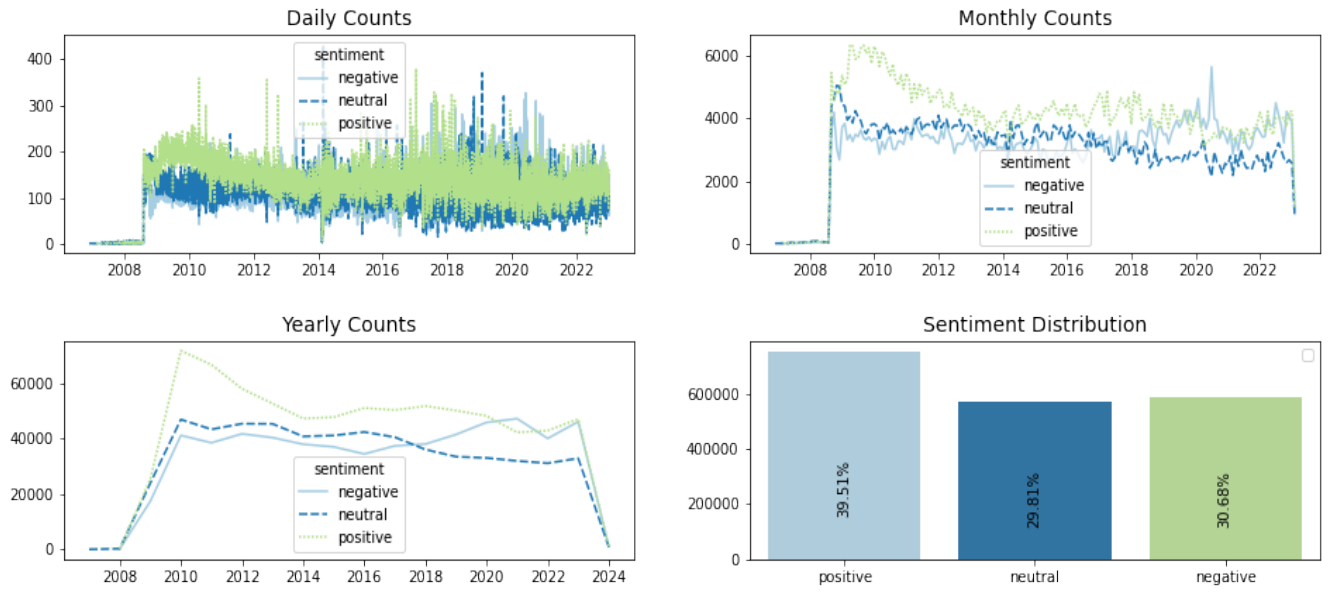 Daily Counts
400
300
200
100
0
2008 2010 2012 2014 2016 2018 2020 2022
sentiment
negative
neutral
positive
Monthly Counts
6000
4000
2000
0
2008 2010 2012 2014 2016 2018 2020 2022
sentiment
negative
neutral
positive
Yearly Counts
60000
40000
20000
0
2008 2010 2012 2014 2016 2018 2020 2022 2024
sentiment
negative
neutral
positive
Sentiment Distribution
600000
400000
200000
0
39.51%
29.81%
30.68%
positive neutral negative